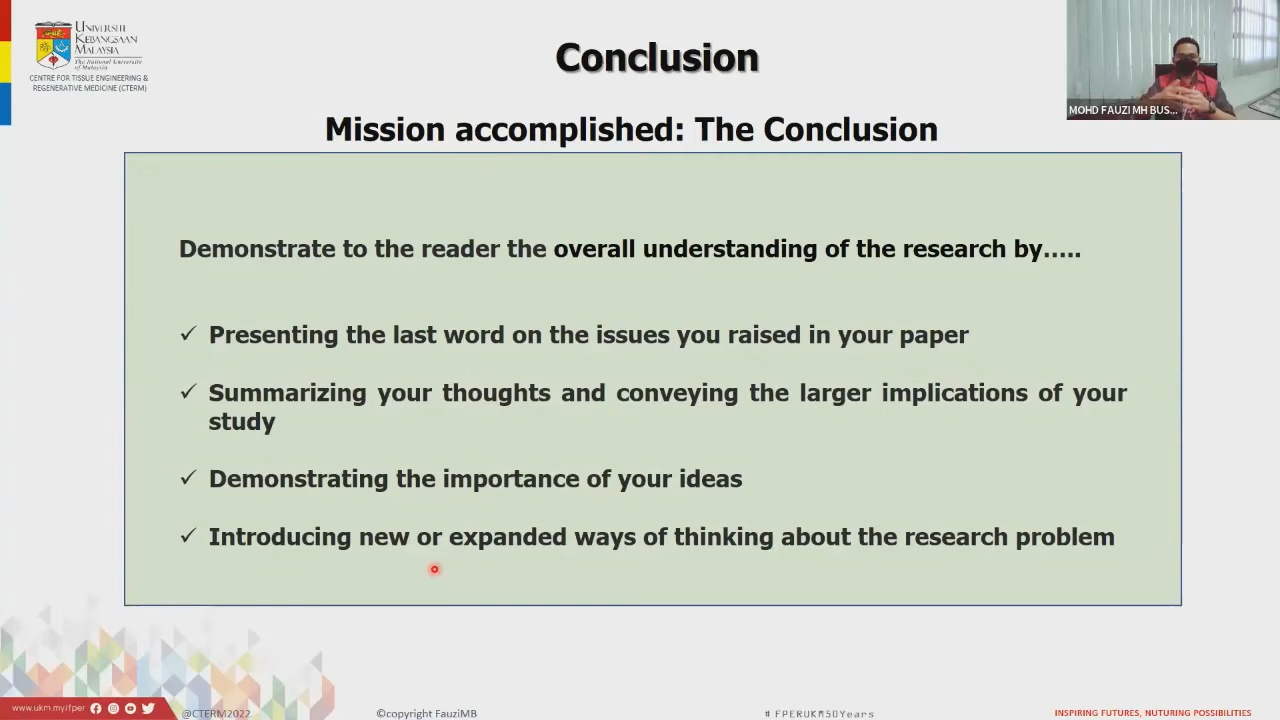 UNIVERSITI
KEBANGSAAN
MALAYSIA
The National University
of Malaysia
CENTRE FOR TISSUE ENGINEERING &
REGENERATIVE MEDICINE (CTERM)
Conclusion
MOHD FAUZI MH BUS...
Mission accomplished: The Conclusion
Demonstrate to the reader the overall understanding of the research by…..
✓ Presenting the last word on the issues you raised in your paper
✓ Summarizing your thoughts and conveying the larger implications of your
study
✓ Demonstrating the importance of your ideas
✓ Introducing new or expanded ways of thinking about the research problem
www.ukm.my/fper
@CTERM2022
©copyright FauziMB
#FPERUKM50Years
INSPIRING FUTURES, NUTURING POSSIBILITIES